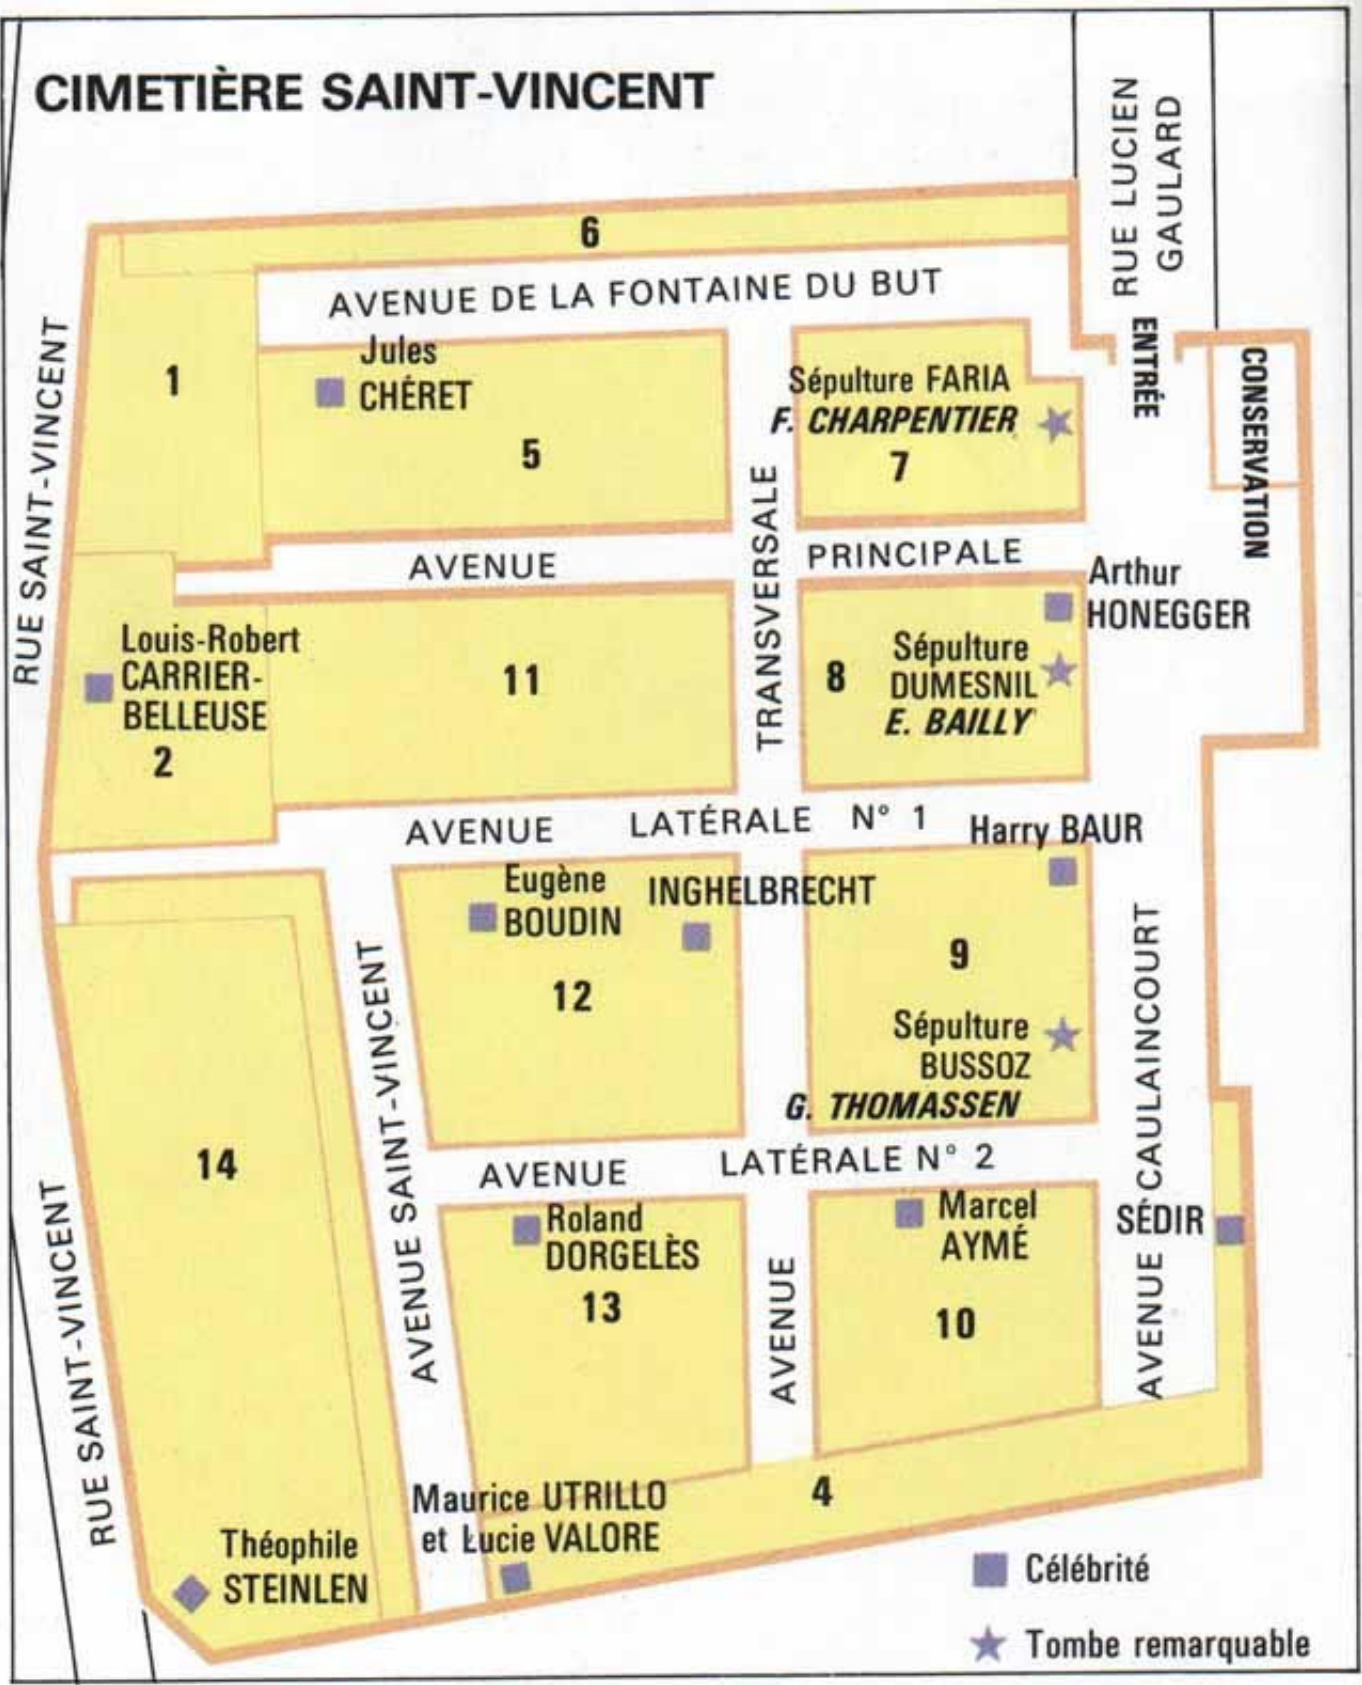 CIMETIÈRE SAINT-VINCENT
RUE LUCIEN
GAULARD
6
AVENUE DE LA FONTAINE DU BUT
RUE SAINT-VINCENT
1
Jules
CHÉRET
5
Sépulture FARIA
F. CHARPENTIER
7
ENTRÉE
CONSERVATION
AVENUE PRINCIPALE
TRANSVERSALE
Arthur
HONEGGER
Louis-Robert
CARRIER-
BELLEUSE
2
11
8
Sépulture
DUMESNIL
E. BAILLY
AVENUE LATÉRALE N° 1
Harry BAUR
Eugène
BOUDIN
INGHELBRECHT
12
9
Sépulture
BUSSOZ
G. THOMASSEN
AVENUE SAINT-VINCENT
14
AVENUE LATÉRALE N° 2
AVENUE CAULAINCOURT
RUE SAINT-VINCENT
Roland
DORGELÈS
13
AVENUE
Marcel
AYMÉ
10
SÉDIR
4
Maurice UTRILLO
et Lucie VALORE
Théophile
STEINLEN
Célébrité
Tombe remarquable